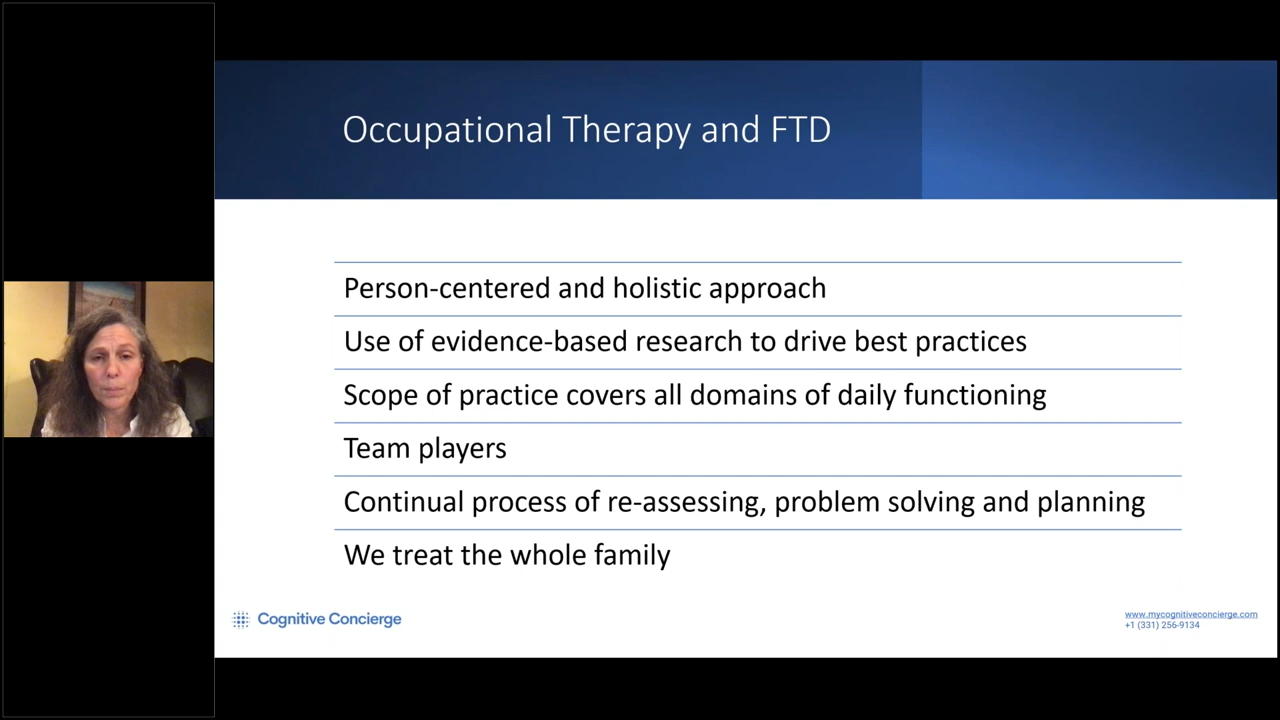 Occupational Therapy and FTD
Person-centered and holistic approach
Use of evidence-based research to drive best practices
Scope of practice covers all domains of daily functioning
Team players
Continual process of re-assessing, problem solving and planning
We treat the whole family
Cognitive Concierge
www.mycognitiveconcierge.com
+1 (331) 256-9134